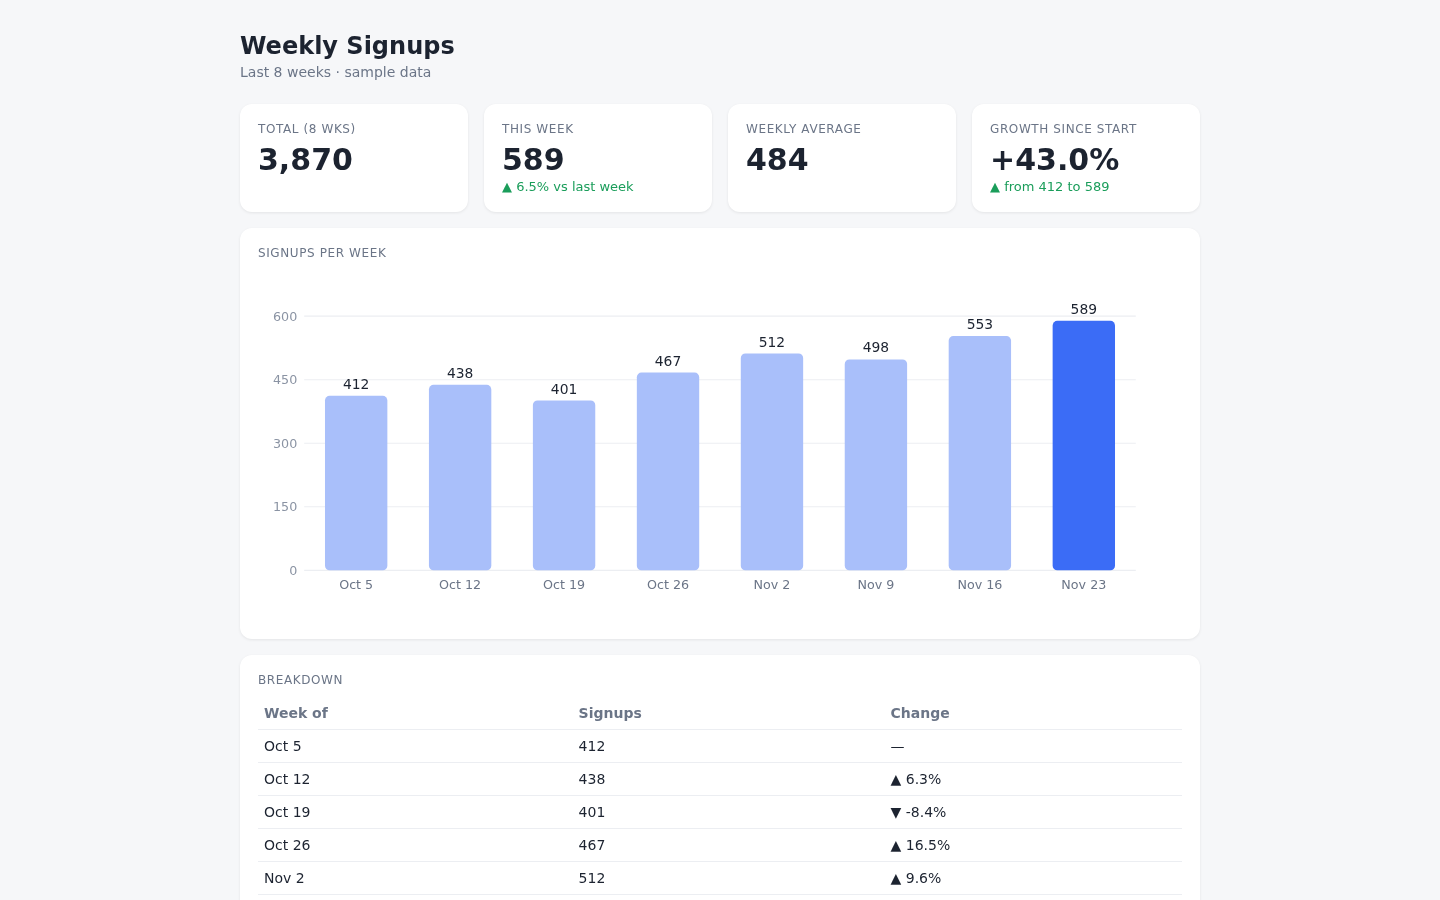 Weekly Signups
Last 8 weeks · sample data
TOTAL (8 WKS)
3,870
THIS WEEK
589
▲ 6.5% vs last week
WEEKLY AVERAGE
484
GROWTH SINCE START
+43.0%
▲ from 412 to 589
SIGNUPS PER WEEK
600
450
300
150
0
412
438
401
467
512
498
553
589
Oct 5
Oct 12
Oct 19
Oct 26
Nov 2
Nov 9
Nov 16
Nov 23
BREAKDOWN
Week of Signups Change
Oct 5 412 —
Oct 12 438 ▲ 6.3%
Oct 19 401 ▼ -8.4%
Oct 26 467 ▲ 16.5%
Nov 2 512 ▲ 9.6%